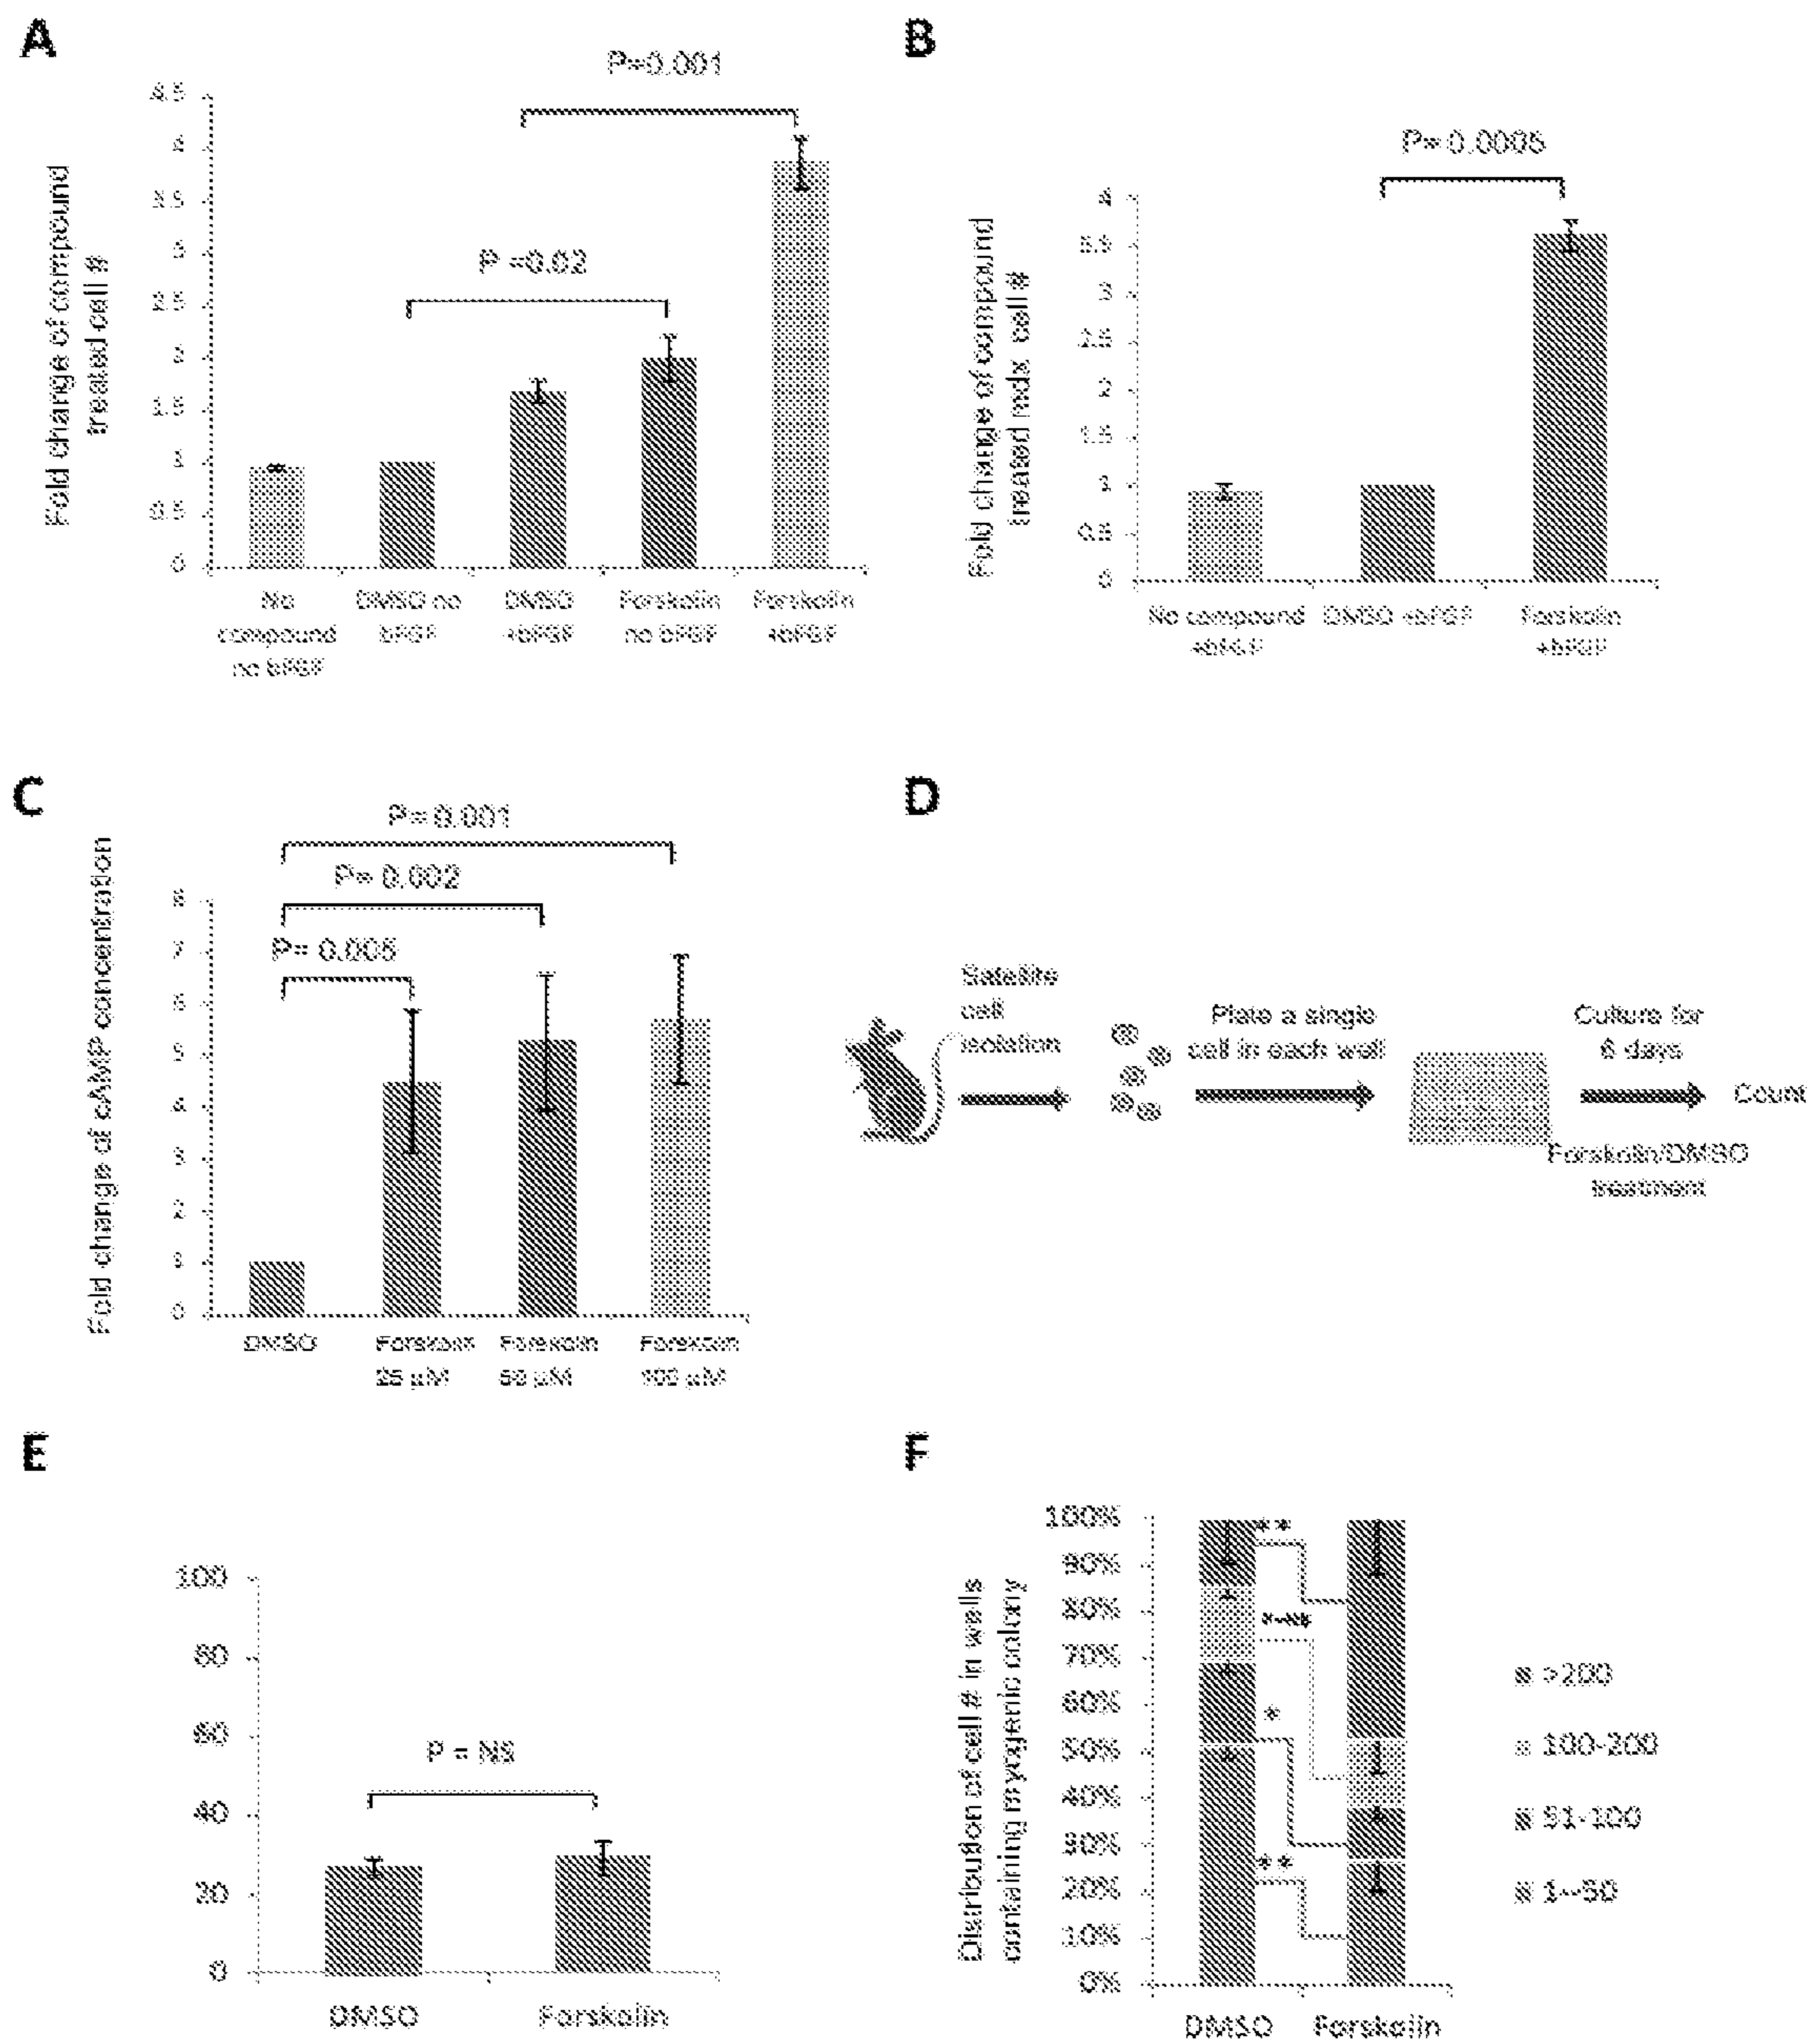 A
P=0.001
4.5
4
3.5
3
2.5
2
1.5
1
0.5
0
Fold change of compound
treated cell #
P =0.02
No
compound
no bFGF
DMSO no
bFGF
DMSO
+bFGF
Forskolin
no bFGF
Forskolin
+bFGF
B
P= 0.0005
4
3.5
3
2.5
2
1.5
1
0.5
0
Fold change of compound
treated mdx cell #
No compound
+bFGF
DMSO +bFGF
Forskolin
+bFGF
C
P= 0.001
P= 0.002
P= 0.005
Fold change of cAMP concentration
8
7
6
5
4
3
2
1
0
DMSO
Forskolin
25 µM
Forskolin
50 µM
Forskolin
100 µM
D
Satellite
cell
isolation
Plate a single
cell in each well
Culture for
6 days
Count
Forskolin/DMSO
treatment
E
100
80
60
40
20
0
P = NS
DMSO
Forskolin
F
Distribution of cell # in wells
containing myogenic colony
100%
90%
80%
70%
60%
50%
40%
30%
20%
10%
0%
**
*
**
DMSO
Forskolin
>200
100-200
51-100
1--50